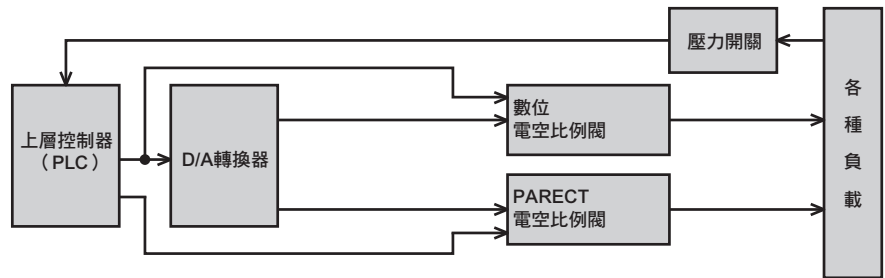 壓力開關
上層控制器
（PLC）
D/A轉換器
數位
電空比例閥
PARECT
電空比例閥
各
種
負
載